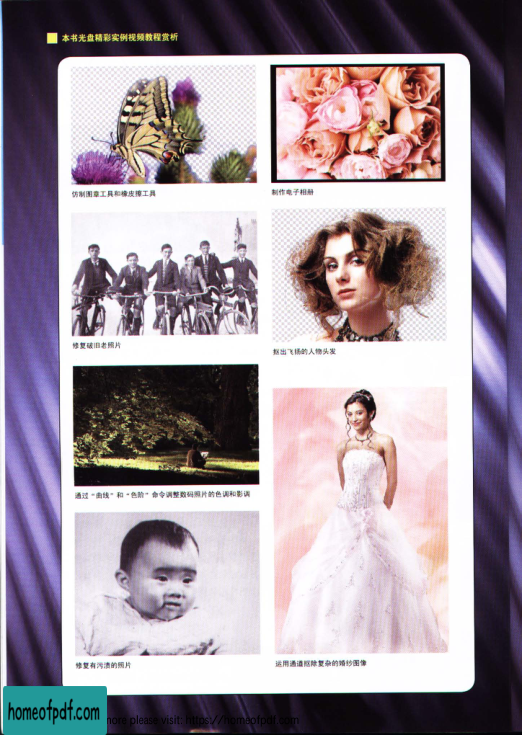 本书光盘精彩实例视频教程赏析
仿制图章工具和橡皮擦工具
制作电子相册
修复破旧老照片
抠出飞扬的人物头发
通过“曲线”和“色阶”命令调整数码照片的色调和影调
修复有污渍的照片
运用通道抠除复杂的婚纱图像
homeofpdf.com
more please visit: https://homeofpdf.com